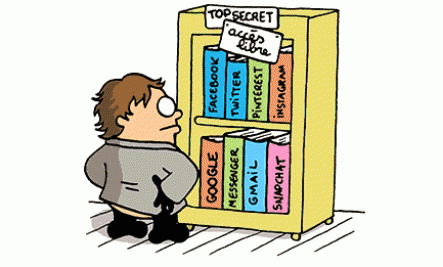 TOP SECRET
accès
libre
FACEBOOK
TWITTER
PINTEREST
INSTAGRAM
GOOGLE
MESSENGER
GMAIL
SNAPCHAT